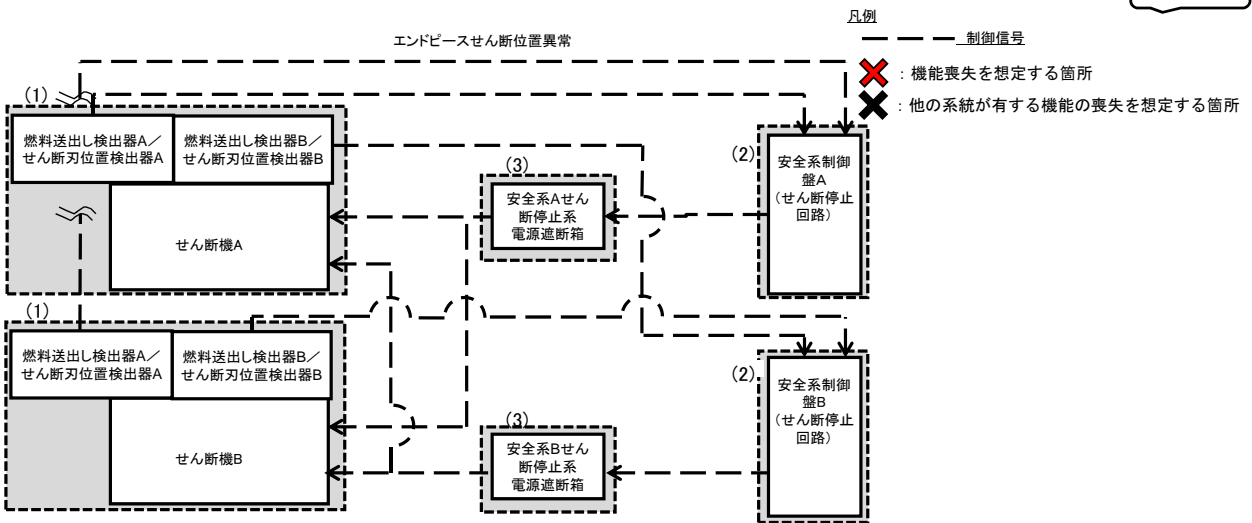 凡例
制御信号
：機能喪失を想定する箇所
：他の系統が有する機能の喪失を想定する箇所
エンドピースせん断位置異常
(1)
燃料送出し検出器A／
せん断刃位置検出器A
燃料送出し検出器B／
せん断刃位置検出器B
せん断機A
(3)
安全系Aせん
断停止系
電源遮断箱
(2)
安全系制御
盤A
（せん断停止
回路）
(1)
燃料送出し検出器A／
せん断刃位置検出器A
燃料送出し検出器B／
せん断刃位置検出器B
せん断機B
(3)
安全系Bせん
断停止系
電源遮断箱
(2)
安全系制御
盤B
（せん断停止
回路）